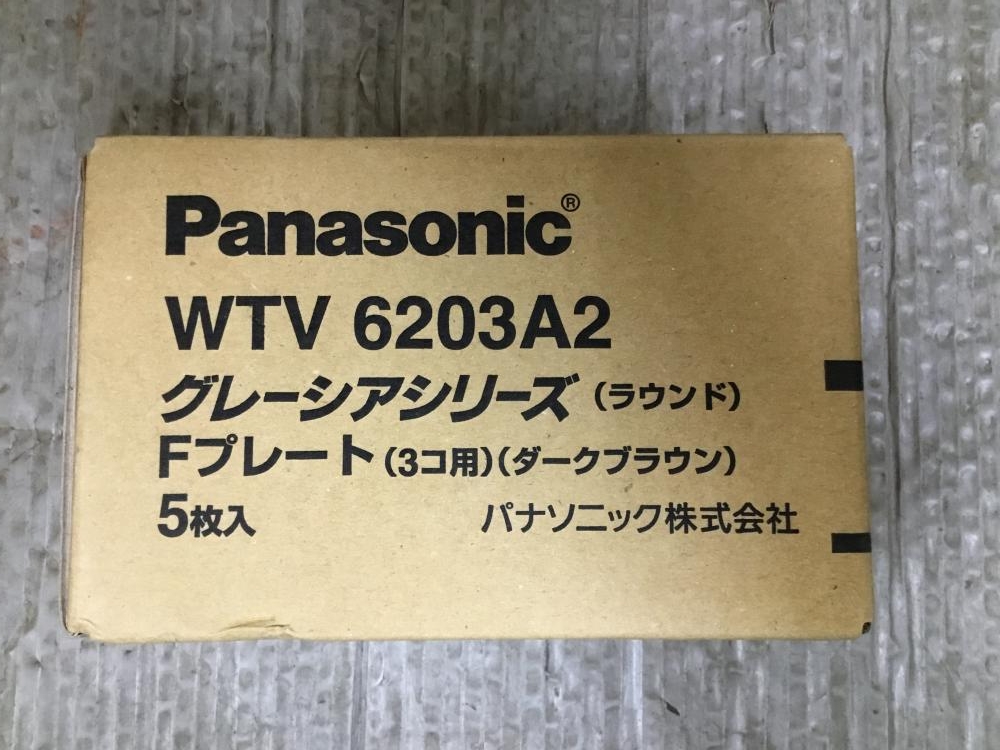 Panasonic®
WTV 6203A2
グレーシアシリーズ (ラウンド)
Fプレート(3コ用)(ダークブラウン)
5枚入 パナソニック株式会社